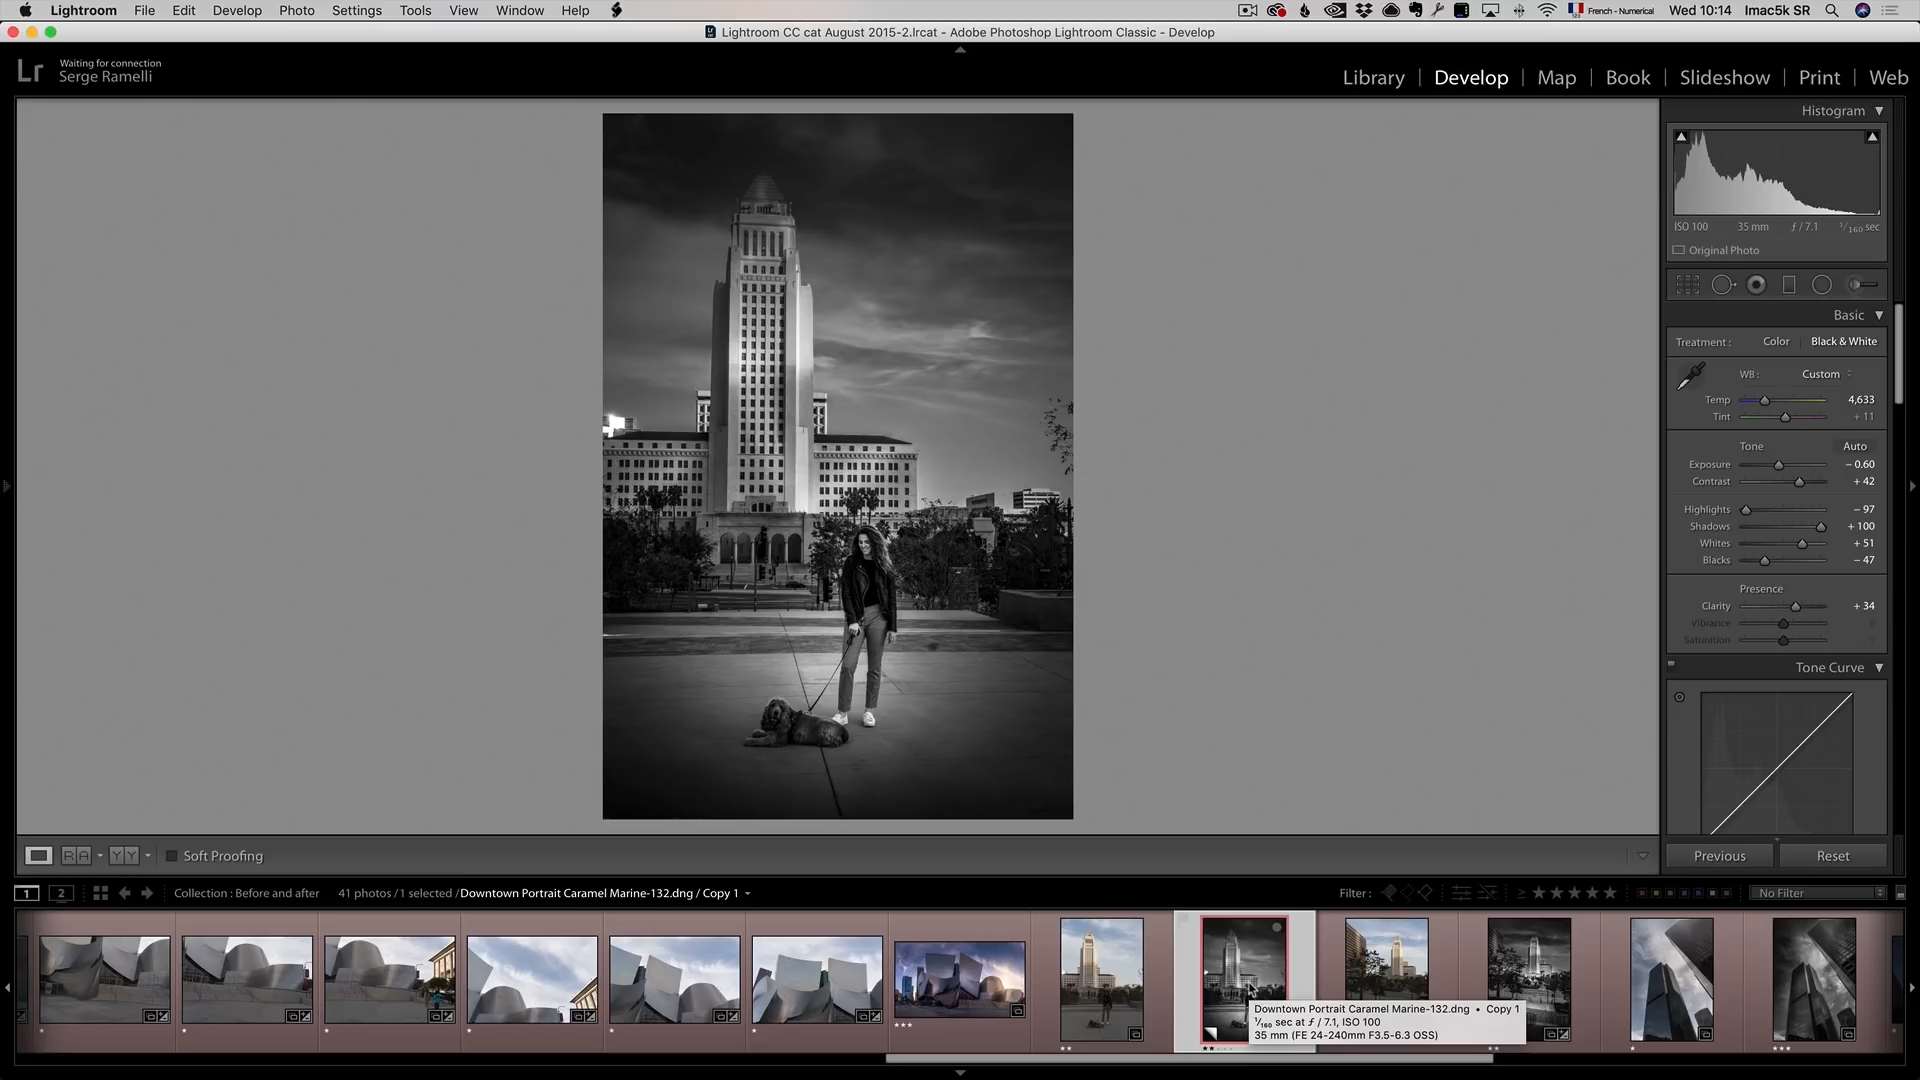 Lightroom File Edit Develop Photo Settings Tools View Window Help French - Numerical Wed 10:14 Imac5k SR
Lightroom CC cat August 2015-2.lrcat - Adobe Photoshop Lightroom Classic - Develop
Lr Waiting for connection
Serge Ramelli
Library | Develop | Map | Book | Slideshow | Print | Web
Histogram
ISO 100 35 mm ƒ / 7.1 1/160 sec
Original Photo
Basic
Treatment : Color Black & White
WB : Custom
Temp 4,633
Tint + 11
Tone Auto
Exposure − 0.60
Contrast + 42
Highlights − 97
Shadows + 100
Whites + 51
Blacks − 47
Presence
Clarity + 34
Vibrance
Saturation
Tone Curve
Previous Reset
R A Y Y Soft Proofing
1 2 Collection : Before and after 41 photos / 1 selected / Downtown Portrait Caramel Marine-132.dng / Copy 1 Filter : ≥ ★★★★★ No Filter
Downtown Portrait Caramel Marine-132.dng • Copy 1
1/160 sec at ƒ / 7.1, ISO 100
35 mm (FE 24-240mm F3.5-6.3 OSS)